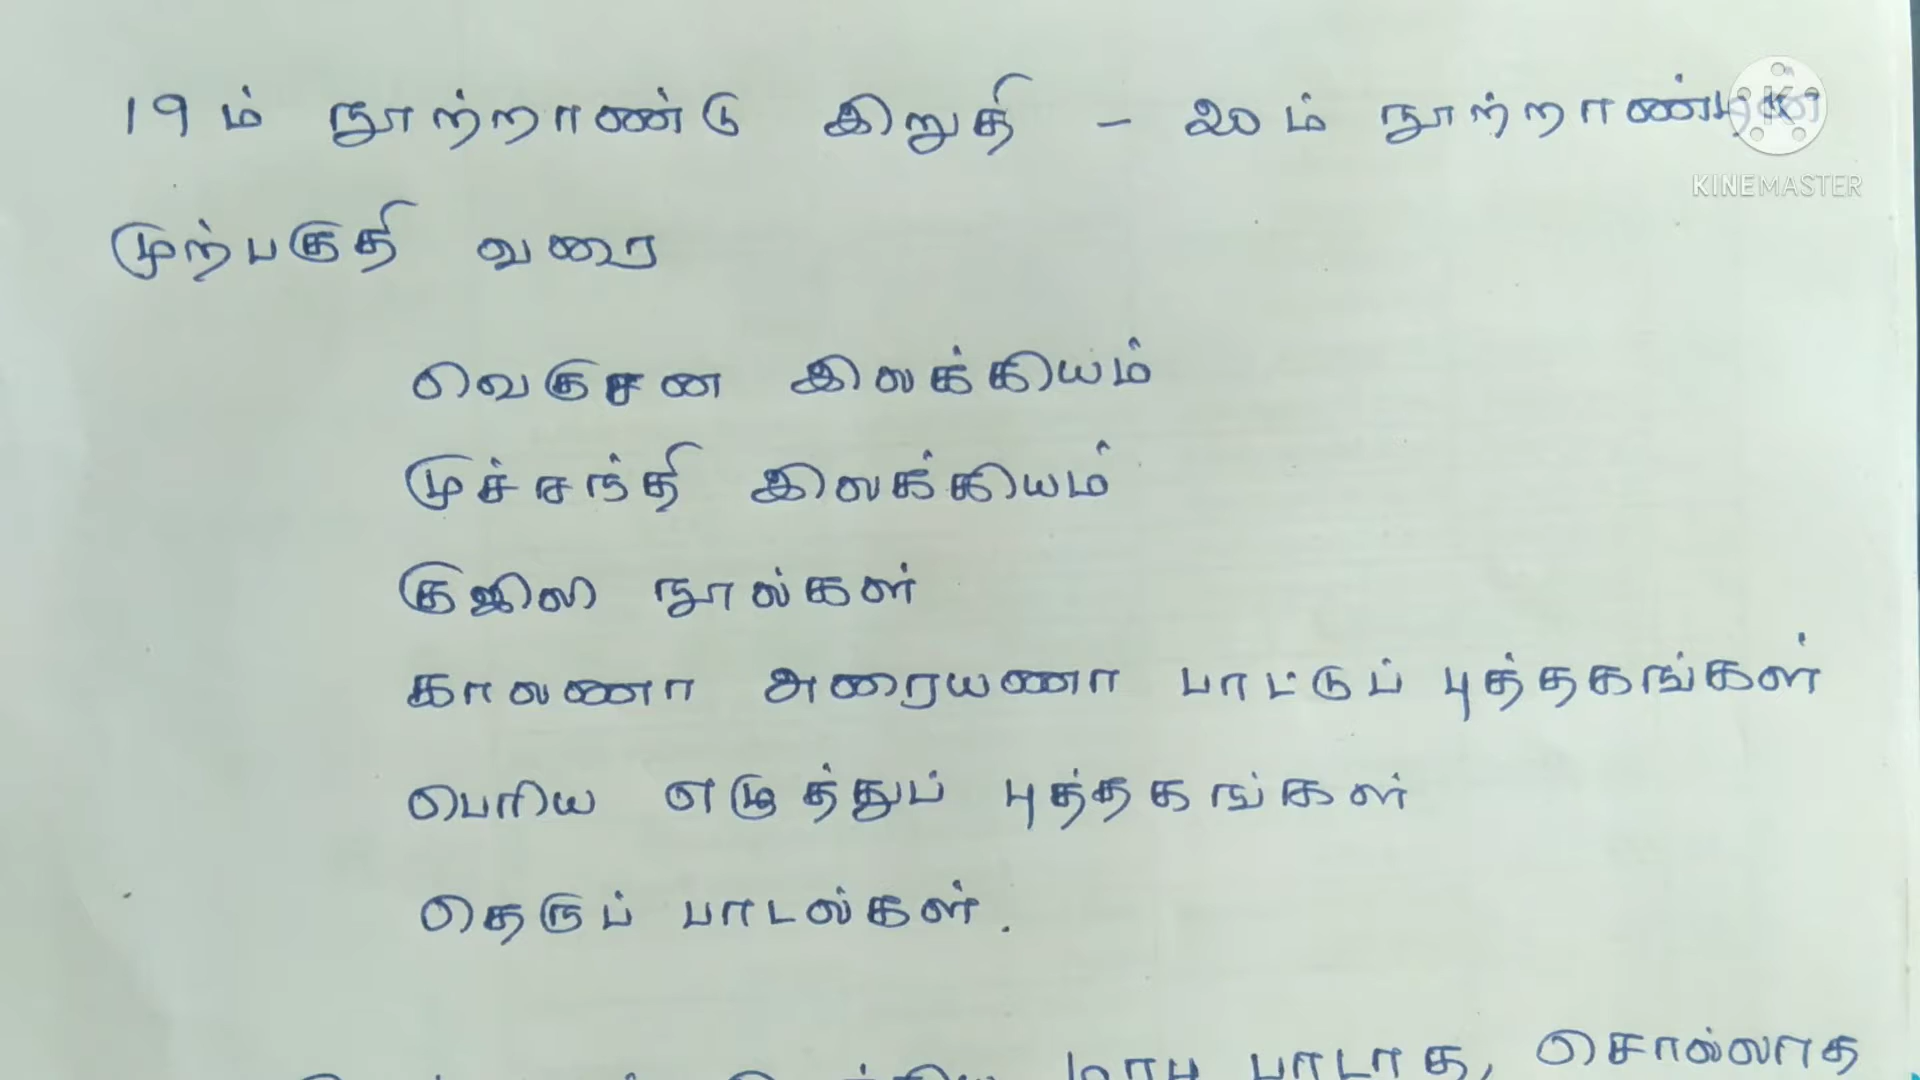 19ம் நூற்றாண்டு இறுதி - 20ம் நூற்றாண்டின்
KINEMASTER
முற்பகுதி வரை
வெகுசன இலக்கியம்
முச்சந்தி இலக்கியம்
குஜிலி நூல்கள்
காலணா அரையணா பாட்டுப் புத்தகங்கள்
பெரிய எழுத்துப் புத்தகங்கள்
தெருப் பாடல்கள்.
பாடாத, சொல்லாத